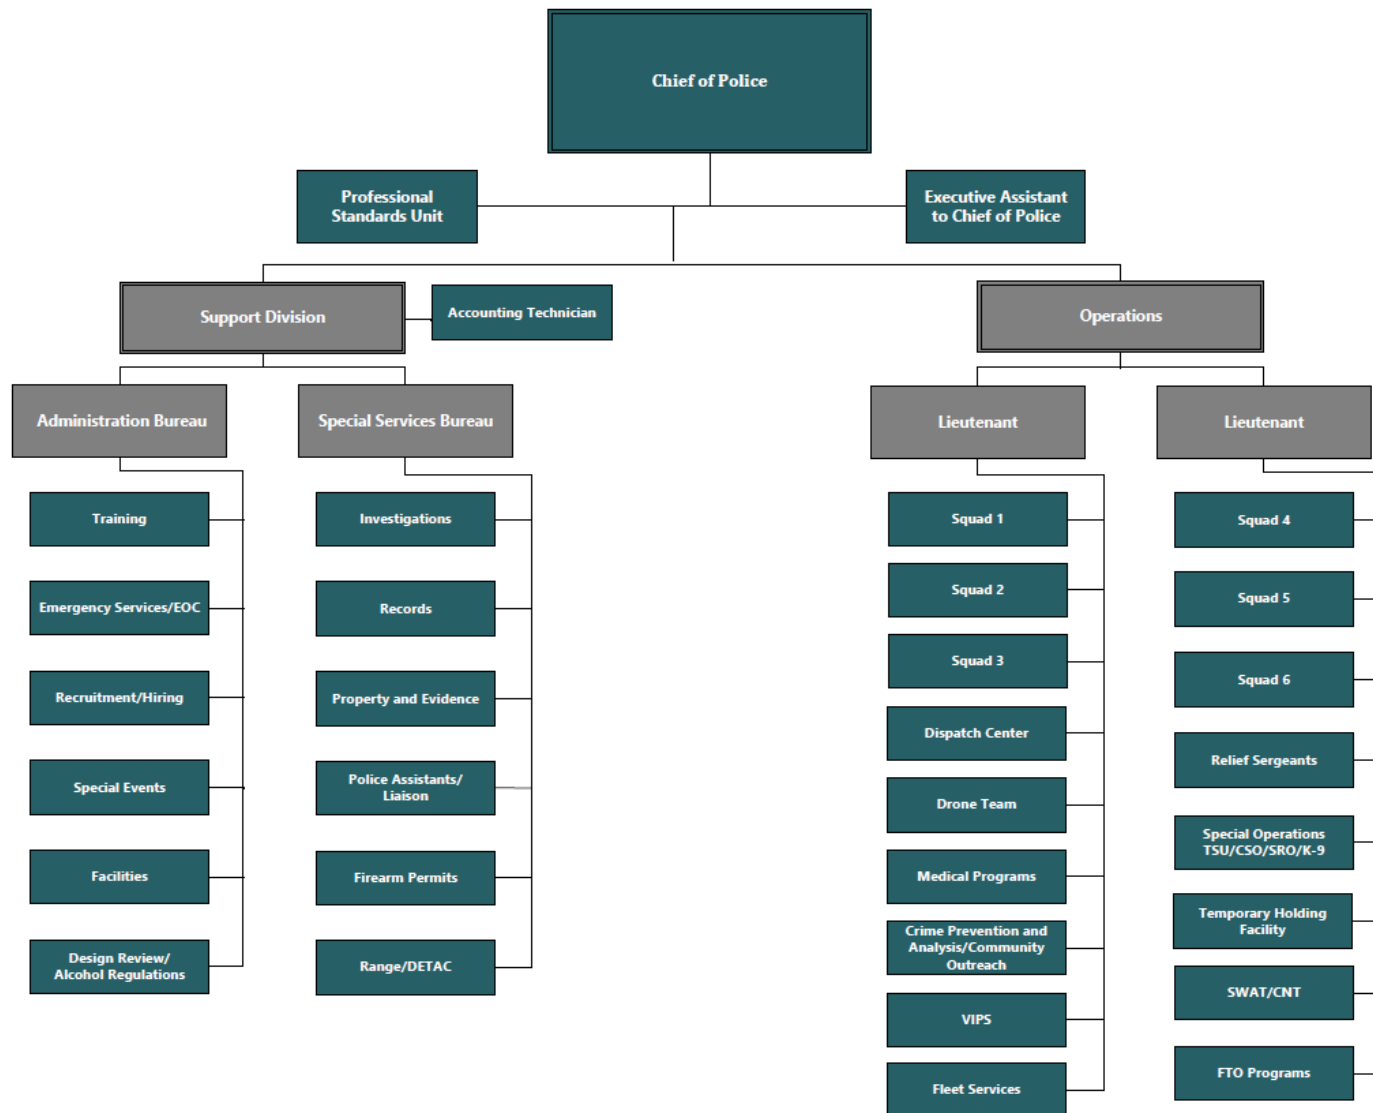 Chief of Police
Professional
Standards Unit
Executive Assistant
to Chief of Police
Support Division
Accounting Technician
Operations
Administration Bureau
Special Services Bureau
Lieutenant
Lieutenant
Training
Emergency Services/EOC
Recruitment/Hiring
Special Events
Facilities
Design Review/
Alcohol Regulations
Investigations
Records
Property and Evidence
Police Assistants/
Liaison
Firearm Permits
Range/DETAC
Squad 1
Squad 2
Squad 3
Dispatch Center
Drone Team
Medical Programs
Crime Prevention and
Analysis/Community
Outreach
VIPS
Fleet Services
Squad 4
Squad 5
Squad 6
Relief Sergeants
Special Operations
TSU/CSO/SRO/K-9
Temporary Holding
Facility
SWAT/CNT
FTO Programs